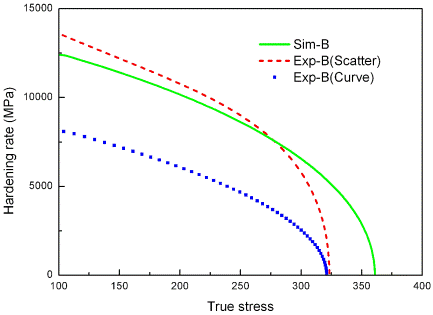 15000
10000
5000
0
Hardening rate (MPa)
Sim-B
Exp-B(Scatter)
Exp-B(Curve)
100 150 200 250 300 350 400
True stress